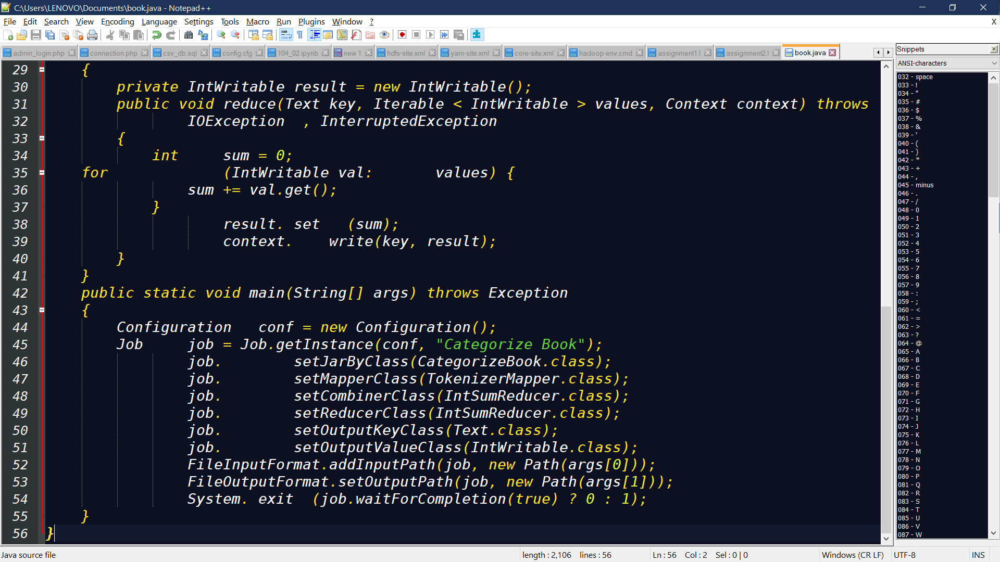 C:\Users\LENOVO\Documents\book.java - Notepad++
File Edit Search View Encoding Language Settings Tools Macro Run Plugins Window ? X
admin_login.php connection.php csv_db.sql config.cfg 104_02.ipynb new 1 hdfs-site.xml yarn-site.xml core-site.xml hadoop-env.cmd assignment1.l assignment2.l book.java
29 {
30 private IntWritable result = new IntWritable();
31 public void reduce(Text key, Iterable < IntWritable > values, Context context) throws
32 IOException , InterruptedException
33 {
34 int sum = 0;
35 for (IntWritable val: values) {
36 sum += val.get();
37 }
38 result. set (sum);
39 context. write(key, result);
40 }
41 }
42 public static void main(String[] args) throws Exception
43 {
44 Configuration conf = new Configuration();
45 Job job = Job.getInstance(conf, "Categorize Book");
46 job. setJarByClass(CategorizeBook.class);
47 job. setMapperClass(TokenizerMapper.class);
48 job. setCombinerClass(IntSumReducer.class);
49 job. setReducerClass(IntSumReducer.class);
50 job. setOutputKeyClass(Text.class);
51 job. setOutputValueClass(IntWritable.class);
52 FileInputFormat.addInputPath(job, new Path(args[0]));
53 FileOutputFormat.setOutputPath(job, new Path(args[1]));
54 System. exit (job.waitForCompletion(true) ? 0 : 1);
55 }
56 }
Snippets
ANSI-characters
032 - space
033 - !
034 - "
035 - #
036 - $
037 - %
038 - &
039 - '
040 - (
041 - )
042 - *
043 - +
044 - ,
045 - minus
046 - .
047 - /
048 - 0
049 - 1
050 - 2
051 - 3
052 - 4
053 - 5
054 - 6
055 - 7
056 - 8
057 - 9
058 - :
059 - ;
060 - <
061 - =
062 - >
063 - ?
064 - @
065 - A
066 - B
067 - C
068 - D
069 - E
070 - F
071 - G
072 - H
073 - I
074 - J
075 - K
076 - L
077 - M
078 - N
079 - O
080 - P
081 - Q
082 - R
083 - S
084 - T
085 - U
086 - V
087 - W
Java source file length : 2,106 lines : 56 Ln : 56 Col : 2 Sel : 0 | 0 Windows (CR LF) UTF-8 INS